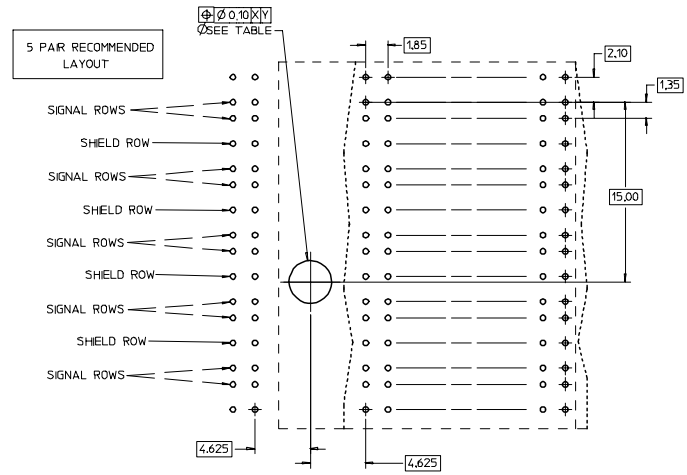 ⌖ Ø 0.10 X Y
ØSEE TABLE
5 PAIR RECOMMENDED
LAYOUT
1.85
2.10
1.35
SIGNAL ROWS
SHIELD ROW
SIGNAL ROWS
15.00
SHIELD ROW
SIGNAL ROWS
SHIELD ROW
SIGNAL ROWS
SHIELD ROW
SIGNAL ROWS
4.625
4.625